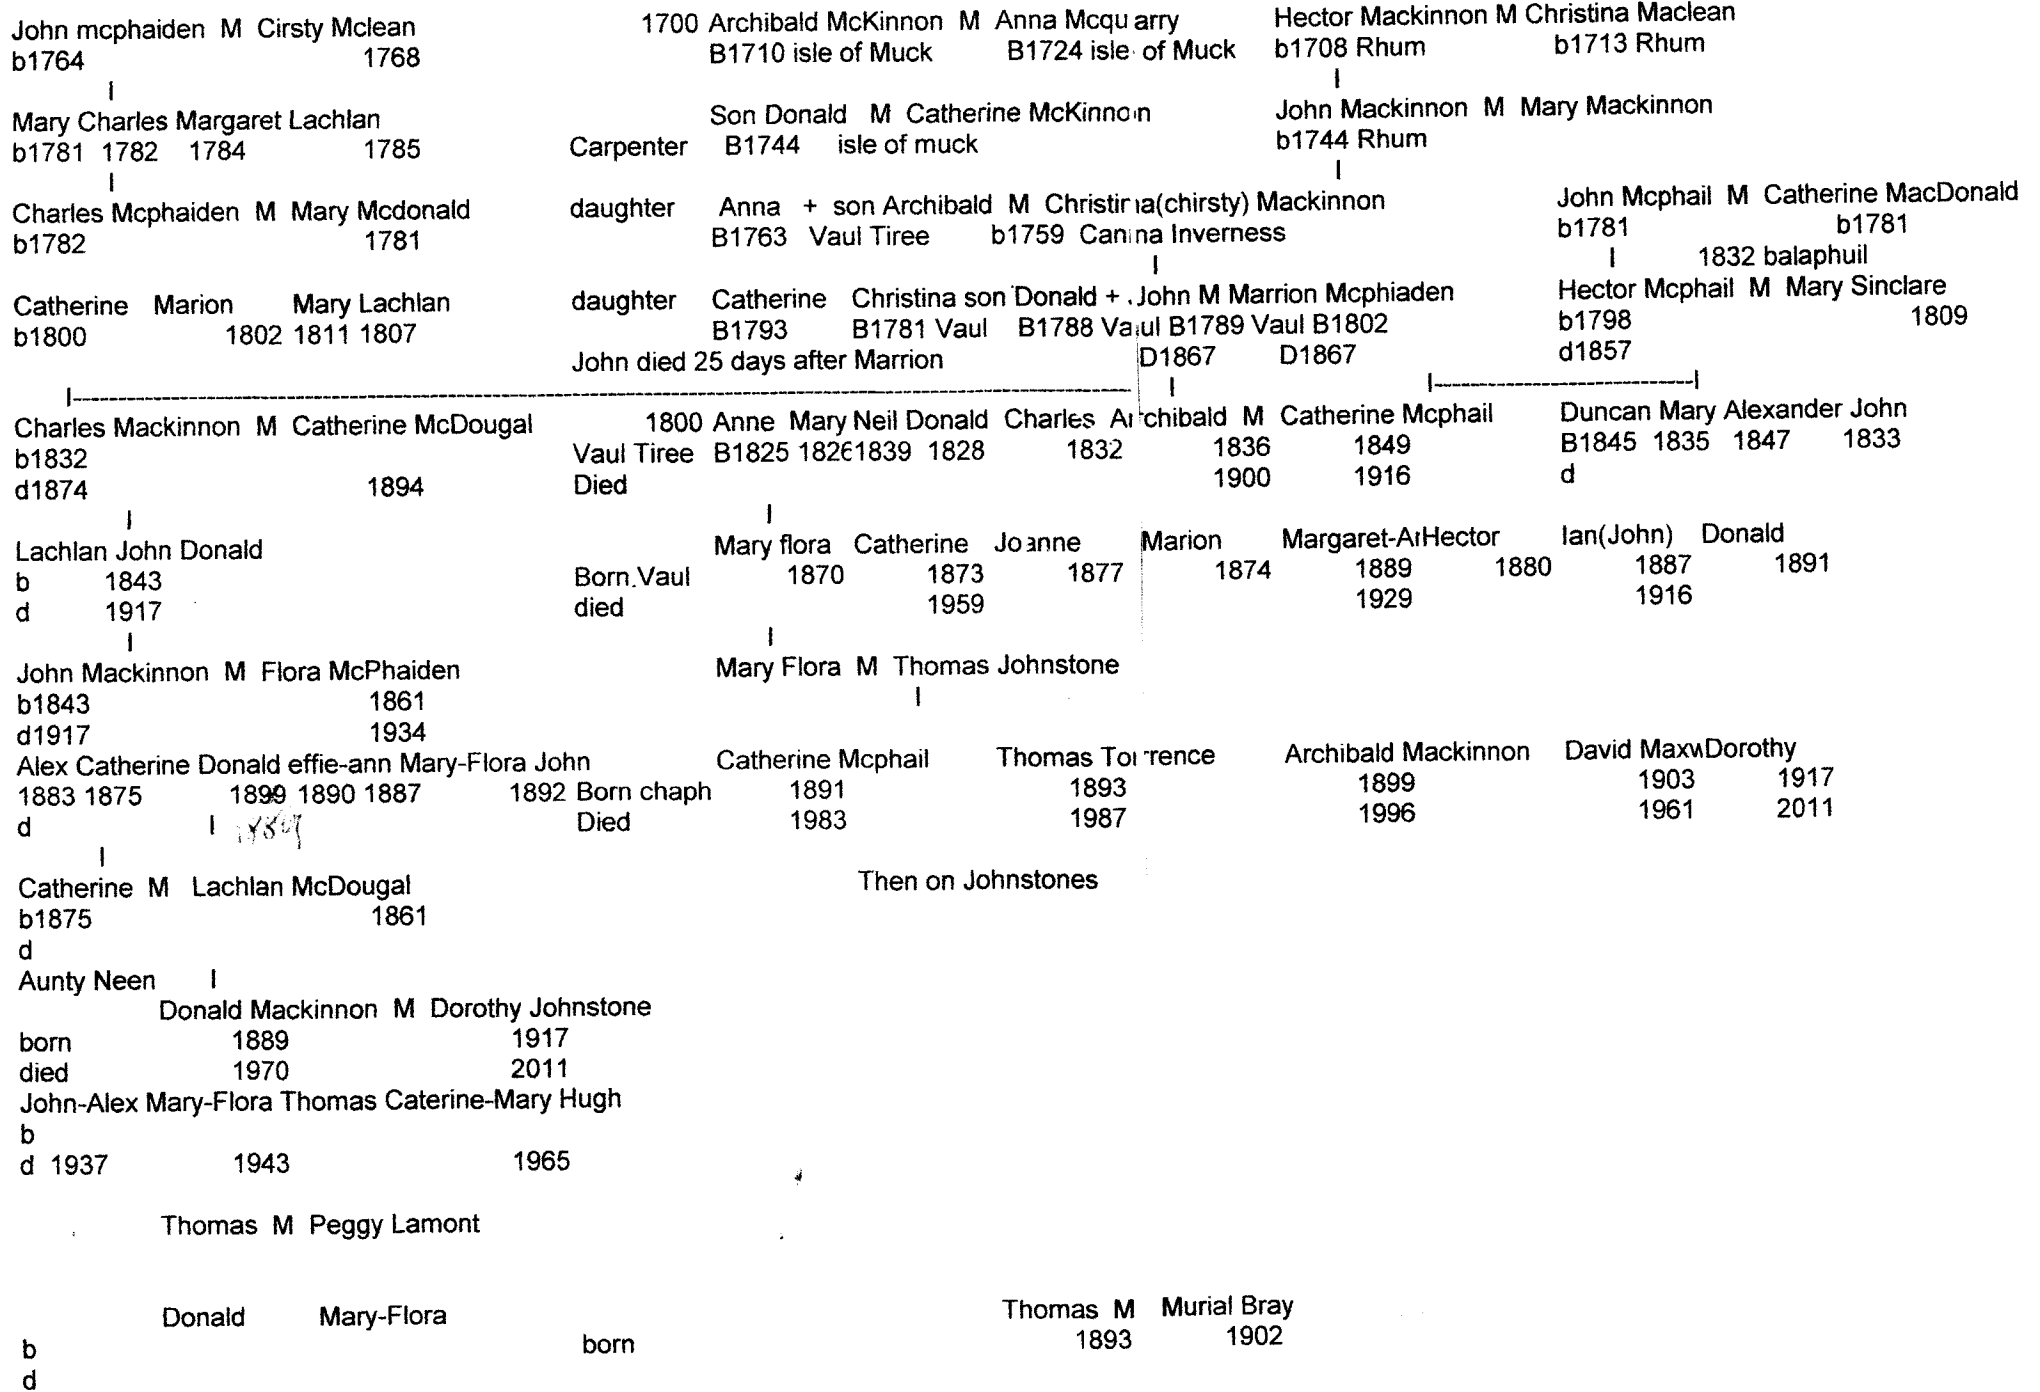 John mcphaiden M Cirsty Mclean 1700 Archibald McKinnon M Anna Mcquarry Hector Mackinnon M Christina Maclean
b1764 1768 B1710 isle of Muck B1724 isle of Muck b1708 Rhum b1713 Rhum
I I
Mary Charles Margaret Lachlan Son Donald M Catherine McKinnon John Mackinnon M Mary Mackinnon
b1781 1782 1784 1785 Carpenter B1744 isle of muck b1744 Rhum
I I
Charles Mcphaiden M Mary Mcdonald daughter Anna + son Archibald M Christina(chirsty) Mackinnon John Mcphail M Catherine MacDonald
b1782 1781 B1763 Vaul Tiree b1759 Canna Inverness b1781 b1781
I I 1832 balaphuil
Catherine Marion Mary Lachlan daughter Catherine Christina son Donald + John M Marrion Mcphiaden Hector Mcphail M Mary Sinclare
b1800 1802 1811 1807 B1793 B1781 Vaul B1788 Vaul B1789 Vaul B1802 b1798 1809
John died 25 days after Marrion D1867 D1867 d1857
I---------------------------------------------------------------- I I-------------------------I
Charles Mackinnon M Catherine McDougal 1800 Anne Mary Neil Donald Charles Archibald M Catherine Mcphail Duncan Mary Alexander John
b1832 Vaul Tiree B1825 1826 1839 1828 1832 1836 1849 B1845 1835 1847 1833
d1874 1894 Died 1900 1916 d
I I
Lachlan John Donald Mary flora Catherine Joanne Marion Margaret-ArHector Ian(John) Donald
b 1843 Born.Vaul 1870 1873 1877 1874 1889 1880 1887 1891
d 1917 died 1959 1929 1916
I I
John Mackinnon M Flora McPhaiden Mary Flora M Thomas Johnstone
b1843 1861 I
d1917 1934
Alex Catherine Donald effie-ann Mary-Flora John Catherine Mcphail Thomas Torrence Archibald Mackinnon David MaxwDorothy
1883 1875 1899 1890 1887 1892 Born chaph 1891 1893 1899 1903 1917
d I 1889 Died 1983 1987 1996 1961 2011
I
Catherine M Lachlan McDougal Then on Johnstones
b1875 1861
d
Aunty Neen I
Donald Mackinnon M Dorothy Johnstone
born 1889 1917
died 1970 2011
John-Alex Mary-Flora Thomas Caterine-Mary Hugh
b
d 1937 1943 1965
Thomas M Peggy Lamont
Donald Mary-Flora Thomas M Murial Bray
b born 1893 1902
d